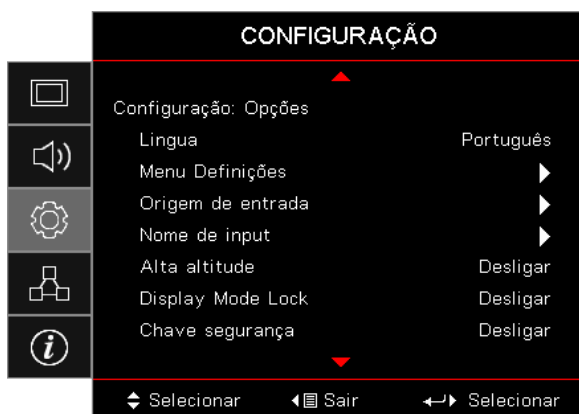 CONFIGURAÇÃO
Configuração: Opções
Lingua Português
Menu Definições
Origem de entrada
Nome de input
Alta altitude Desligar
Display Mode Lock Desligar
Chave segurança Desligar
Selecionar Sair Selecionar